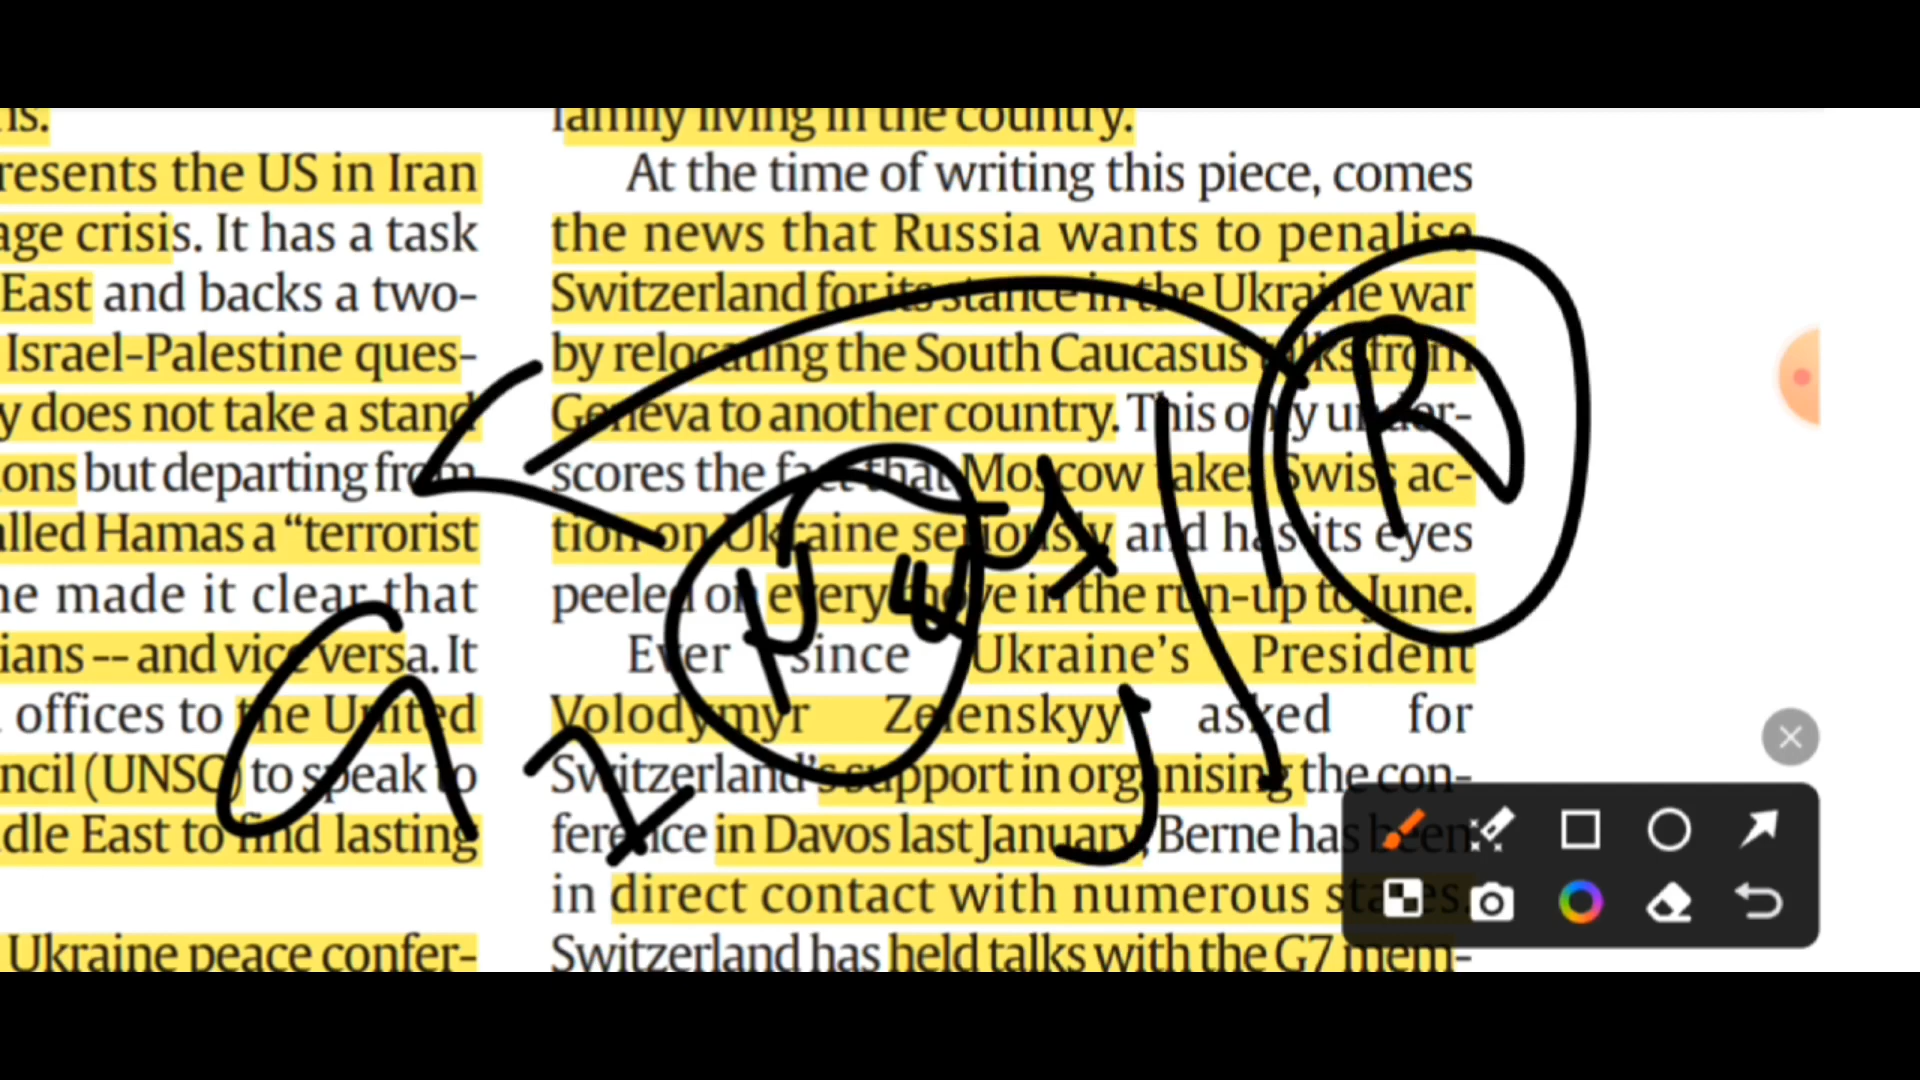 ns.
resents the US in Iran
age crisis. It has a task
East and backs a two-
Israel-Palestine ques-
y does not take a stand
ons but departing from
alled Hamas a “terrorist
ne made it clear that
ians -- and vice versa. It
offices to the United
ncil (UNSC) to speak to
dle East to find lasting
Ukraine peace confer-
family living in the country.
At the time of writing this piece, comes
the news that Russia wants to penalise
Switzerland for its stance in the Ukraine war
by relocating the South Caucasus talks from
Geneva to another country. This only under-
scores the fact that Moscow takes Swiss ac-
tion on Ukraine seriously and has its eyes
peeled on every move in the run-up to June.
Ever since Ukraine’s President
Volodymyr Zelenskyy asked for
Switzerland’s support in organising the con-
ference in Davos last January, Berne has been
in direct contact with numerous states.
Switzerland has held talks with the G7 mem-
R